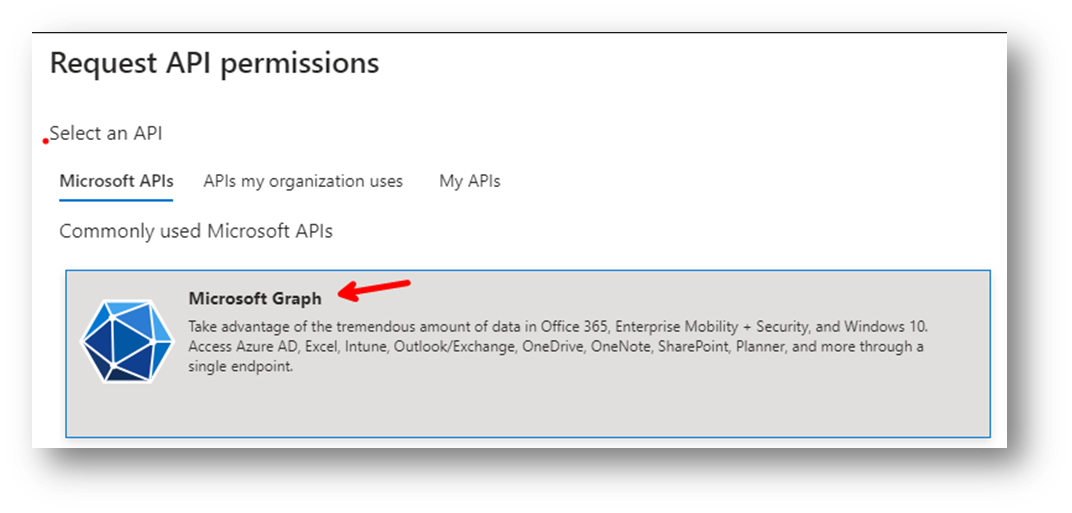 Request API permissions
Select an API
Microsoft APIs APIs my organization uses My APIs
Commonly used Microsoft APIs
Microsoft Graph
Take advantage of the tremendous amount of data in Office 365, Enterprise Mobility + Security, and Windows 10.
Access Azure AD, Excel, Intune, Outlook/Exchange, OneDrive, OneNote, SharePoint, Planner, and more through a
single endpoint.